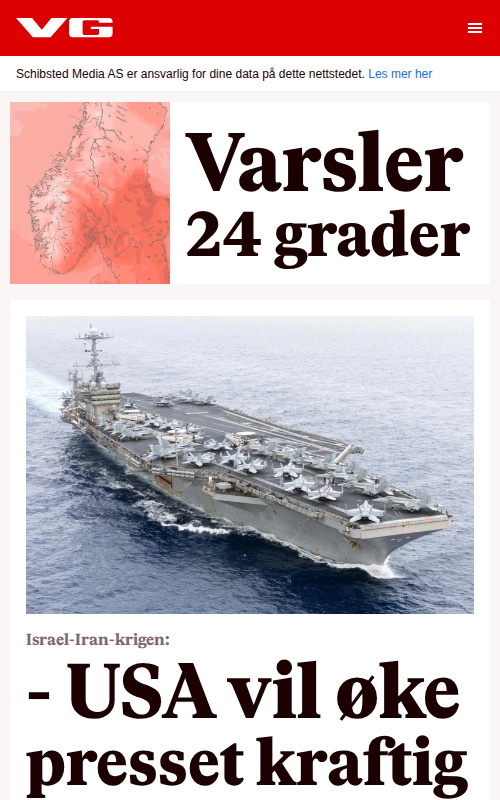 VG
Schibsted Media AS er ansvarlig for dine data på dette nettstedet. Les mer her
Varsler
24 grader
Israel-Iran-krigen:
- USA vil øke
presset kraftig